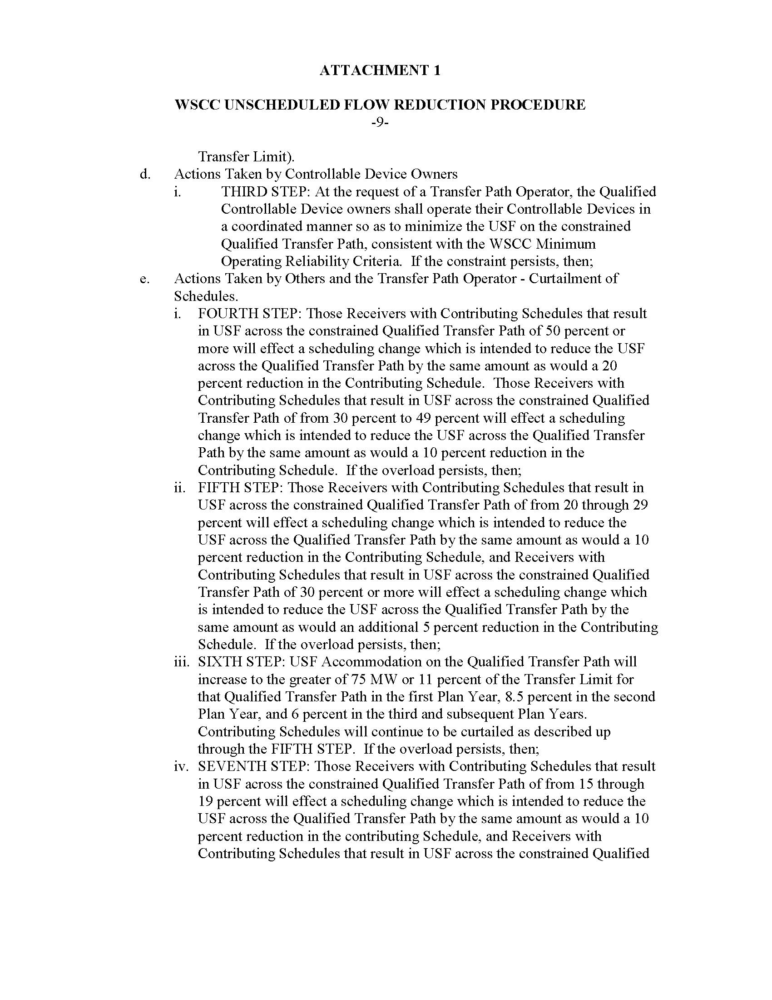 ATTACHMENT 1
WSCC UNSCHEDULED FLOW REDUCTION PROCEDURE
-9-
Transfer Limit).
d. Actions Taken by Controllable Device Owners
i. THIRD STEP: At the request of a Transfer Path Operator, the Qualified
Controllable Device owners shall operate their Controllable Devices in
a coordinated manner so as to minimize the USF on the constrained
Qualified Transfer Path, consistent with the WSCC Minimum
Operating Reliability Criteria.  If the constraint persists, then;
e. Actions Taken by Others and the Transfer Path Operator - Curtailment of
Schedules.
i. FOURTH STEP: Those Receivers with Contributing Schedules that result
in USF across the constrained Qualified Transfer Path of 50 percent or
more will effect a scheduling change which is intended to reduce the USF
across the Qualified Transfer Path by the same amount as would a 20
percent reduction in the Contributing Schedule.  Those Receivers with
Contributing Schedules that result in USF across the constrained Qualified
Transfer Path of from 30 percent to 49 percent will effect a scheduling
change which is intended to reduce the USF across the Qualified Transfer
Path by the same amount as would a 10 percent reduction in the
Contributing Schedule.  If the overload persists, then;
ii. FIFTH STEP: Those Receivers with Contributing Schedules that result in
USF across the constrained Qualified Transfer Path of from 20 through 29
percent will effect a scheduling change which is intended to reduce the
USF across the Qualified Transfer Path by the same amount as would a 10
percent reduction in the Contributing Schedule, and Receivers with
Contributing Schedules that result in USF across the constrained Qualified
Transfer Path of 30 percent or more will effect a scheduling change which
is intended to reduce the USF across the Qualified Transfer Path by the
same amount as would an additional 5 percent reduction in the Contributing
Schedule.  If the overload persists, then;
iii. SIXTH STEP: USF Accommodation on the Qualified Transfer Path will
increase to the greater of 75 MW or 11 percent of the Transfer Limit for
that Qualified Transfer Path in the first Plan Year, 8.5 percent in the second
Plan Year, and 6 percent in the third and subsequent Plan Years.
Contributing Schedules will continue to be curtailed as described up
through the FIFTH STEP.  If the overload persists, then;
iv. SEVENTH STEP: Those Receivers with Contributing Schedules that result
in USF across the constrained Qualified Transfer Path of from 15 through
19 percent will effect a scheduling change which is intended to reduce the
USF across the Qualified Transfer Path by the same amount as would a 10
percent reduction in the contributing Schedule, and Receivers with
Contributing Schedules that result in USF across the constrained Qualified